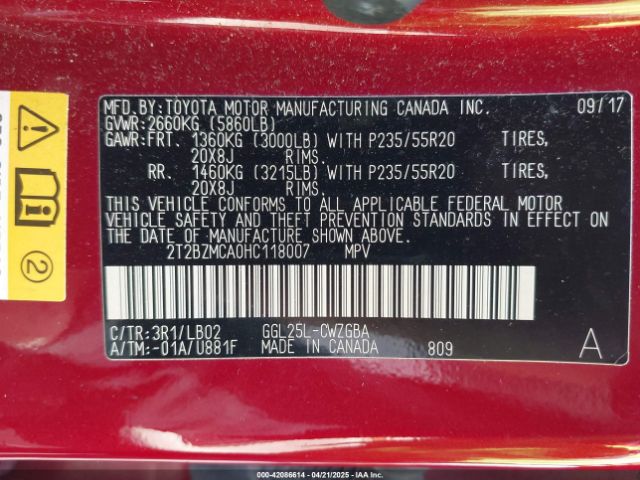 MFD.BY:TOYOTA MOTOR MANUFACTURING CANADA INC. 09/17
GVWR:2660KG (5860LB)
GAWR:FRT. 1360KG (3000LB) WITH P235/55R20 TIRES,
20X8J RIMS.
RR. 1460KG (3215LB) WITH P235/55R20 TIRES,
20X8J RIMS.
THIS VEHICLE CONFORMS TO ALL APPLICABLE FEDERAL MOTOR
VEHICLE SAFETY AND THEFT PREVENTION STANDARDS IN EFFECT ON
THE DATE OF MANUFACTURE SHOWN ABOVE.
2T2BZMCA0HC118007 MPV
C/TR:3R1/LB02 GGL25L-CWZGBA
A/TM:-01A/U881F MADE IN CANADA 809
A
2
00-42086614 - 04/21/2025 - IAAI Inc.